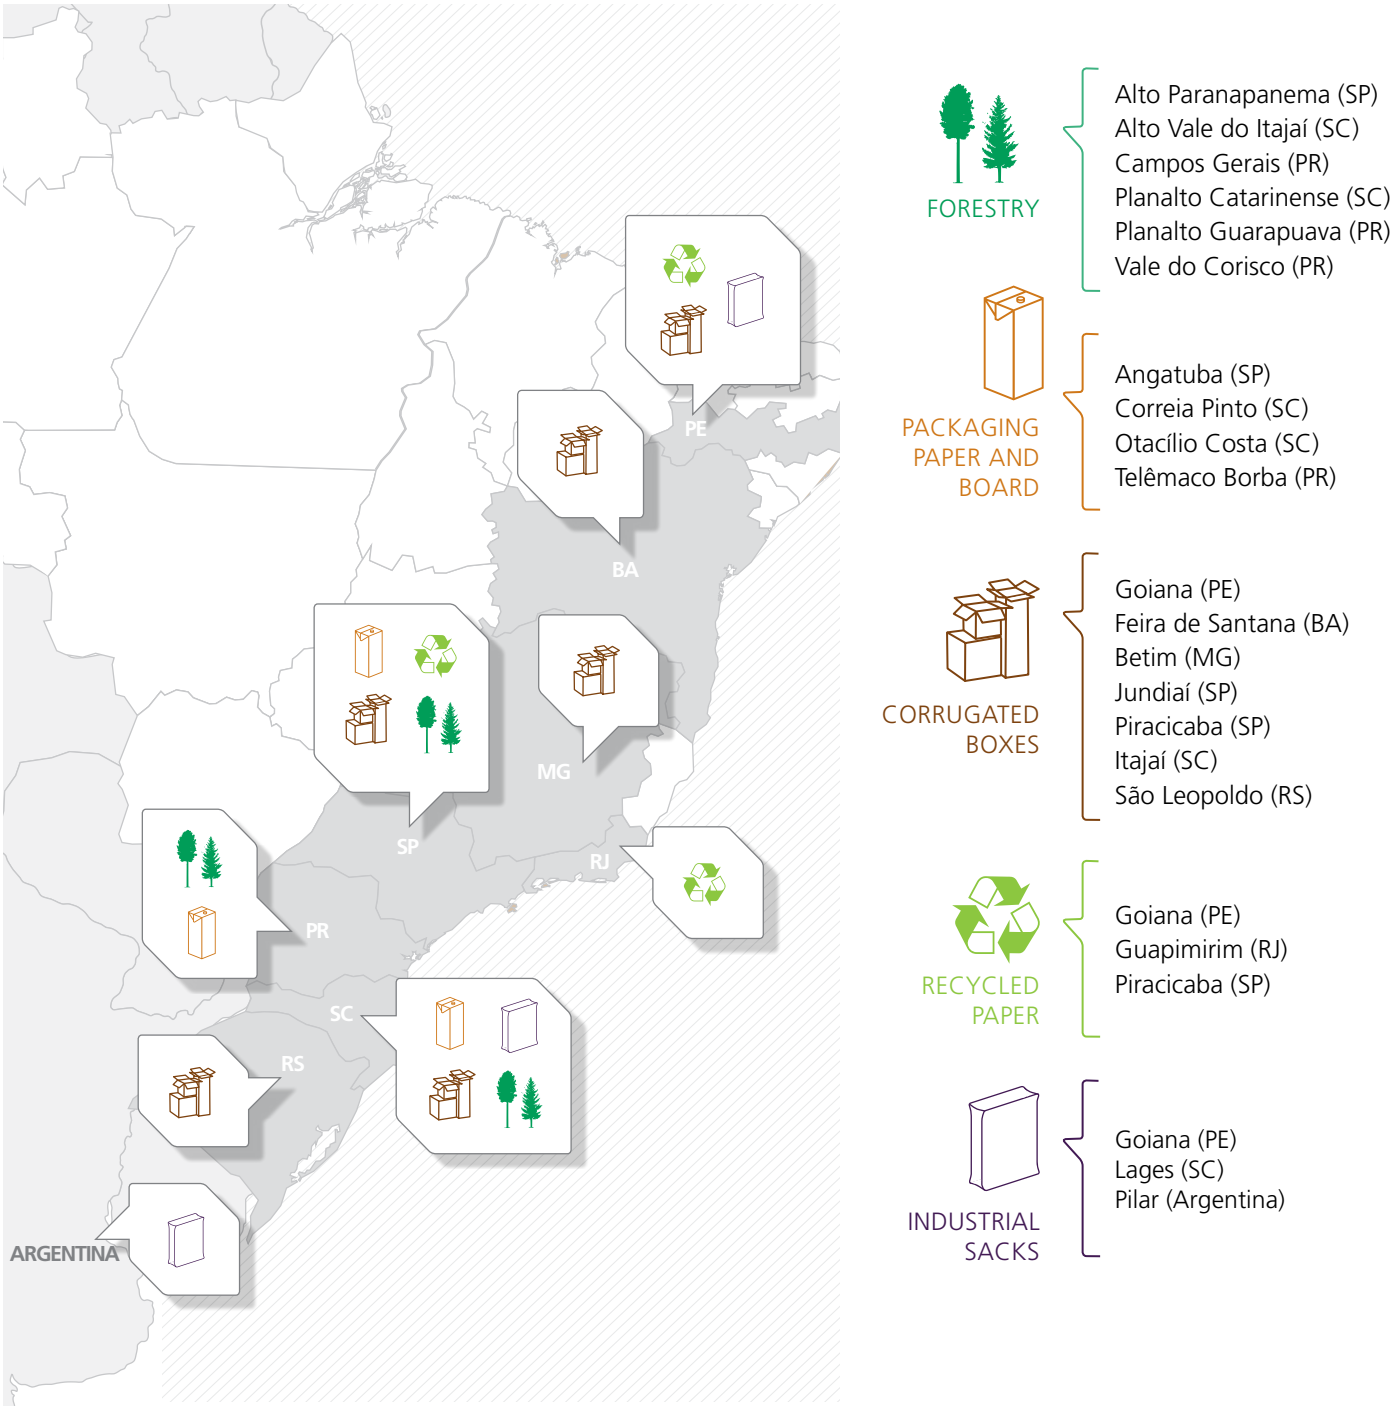 PE
BA
MG
SP
RJ
PR
SC
RS
ARGENTINA
FORESTRY
Alto Paranapanema (SP)
Alto Vale do Itajaí (SC)
Campos Gerais (PR)
Planalto Catarinense (SC)
Planalto Guarapuava (PR)
Vale do Corisco (PR)
PACKAGING
PAPER AND
BOARD
Angatuba (SP)
Correia Pinto (SC)
Otacílio Costa (SC)
Telêmaco Borba (PR)
CORRUGATED
BOXES
Goiana (PE)
Feira de Santana (BA)
Betim (MG)
Jundiaí (SP)
Piracicaba (SP)
Itajaí (SC)
São Leopoldo (RS)
RECYCLED
PAPER
Goiana (PE)
Guapimirim (RJ)
Piracicaba (SP)
INDUSTRIAL
SACKS
Goiana (PE)
Lages (SC)
Pilar (Argentina)